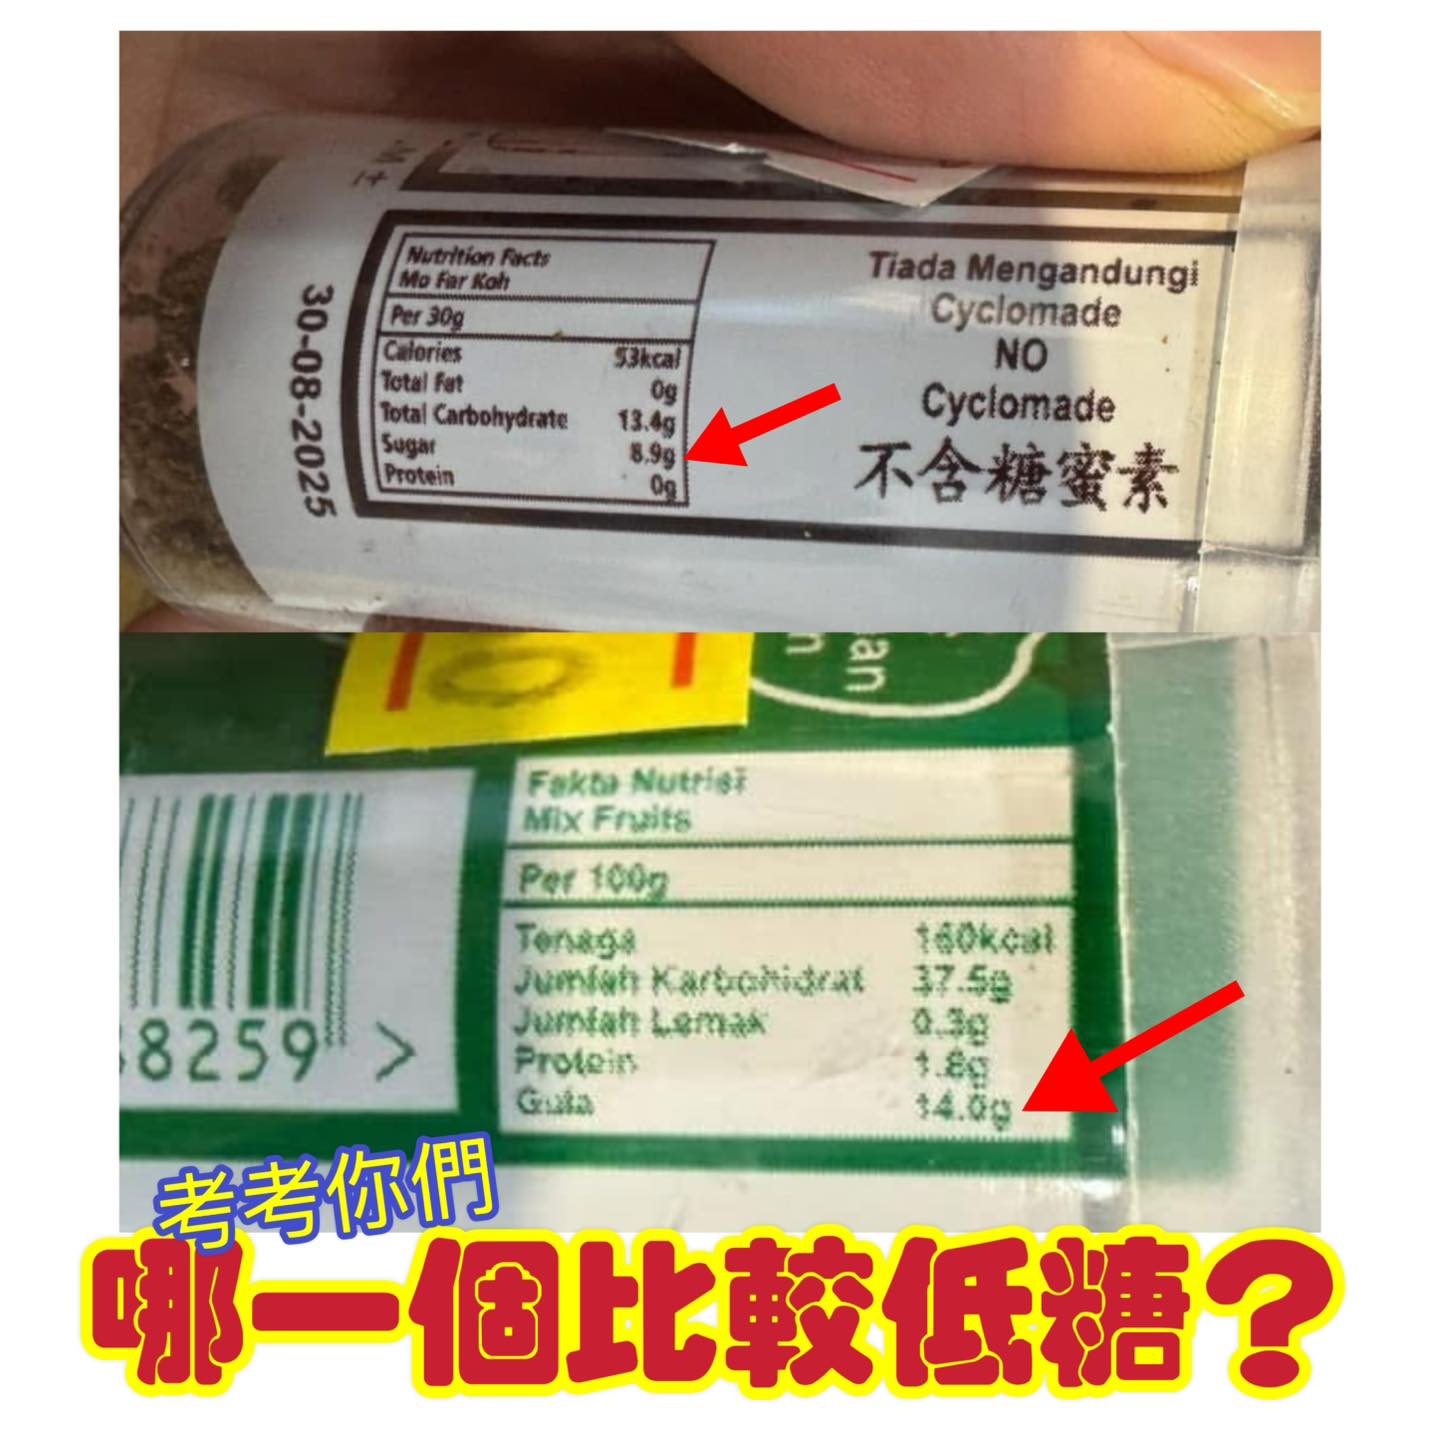 30-08-2025
Nutrition Facts
Mo Far Koh
Per 30g
Calories 53kcal
Total Fat 0g
Total Carbohydrate 13.4g
Sugar 8.9g
Protein 0g
Tiada Mengandungi
Cyclomade
NO
Cyclomade
不含糖蜜素
an
n
Fakta Nutrisi
Mix Fruits
Per 100g
Tenaga 160kcal
Jumlah Karbohidrat 37.5g
Jumlah Lemak 0.3g
Protein 1.8g
Gula 14.0g
8259 >
考考你們
哪一個比較低糖？